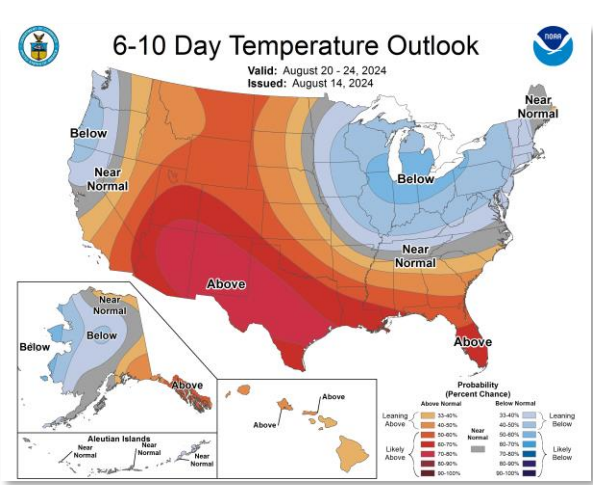 6-10 Day Temperature Outlook
NOAA
Valid: August 20 - 24, 2024
Issued: August 14, 2024
Near
Normal
Below
Near
Normal
Below
Near
Normal
Above
Above
Near
Normal
Below
Below
Above
Aleutian Islands
Near
Normal
Near
Normal
Near
Normal
Above
Above
Probability
(Percent Chance)
Above Normal
Below Normal
Leaning
Above
33-40%
40-50%
Likely
Above
50-60%
60-70%
70-80%
80-90%
90-100%
Near
Normal
33-40%
40-50%
Leaning
Below
50-60%
60-70%
70-80%
80-90%
90-100%
Likely
Below